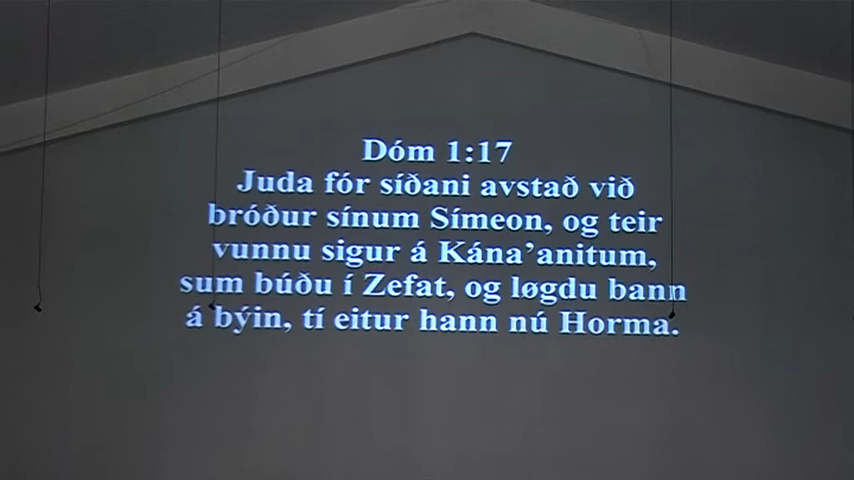 Dóm 1:17
Juda fór síðani avstað við
bróður sínum Símeon, og teir
vunnu sigur á Kána’anitum,
sum búðu í Zefat, og løgdu bann
á býin, tí eitur hann nú Horma.